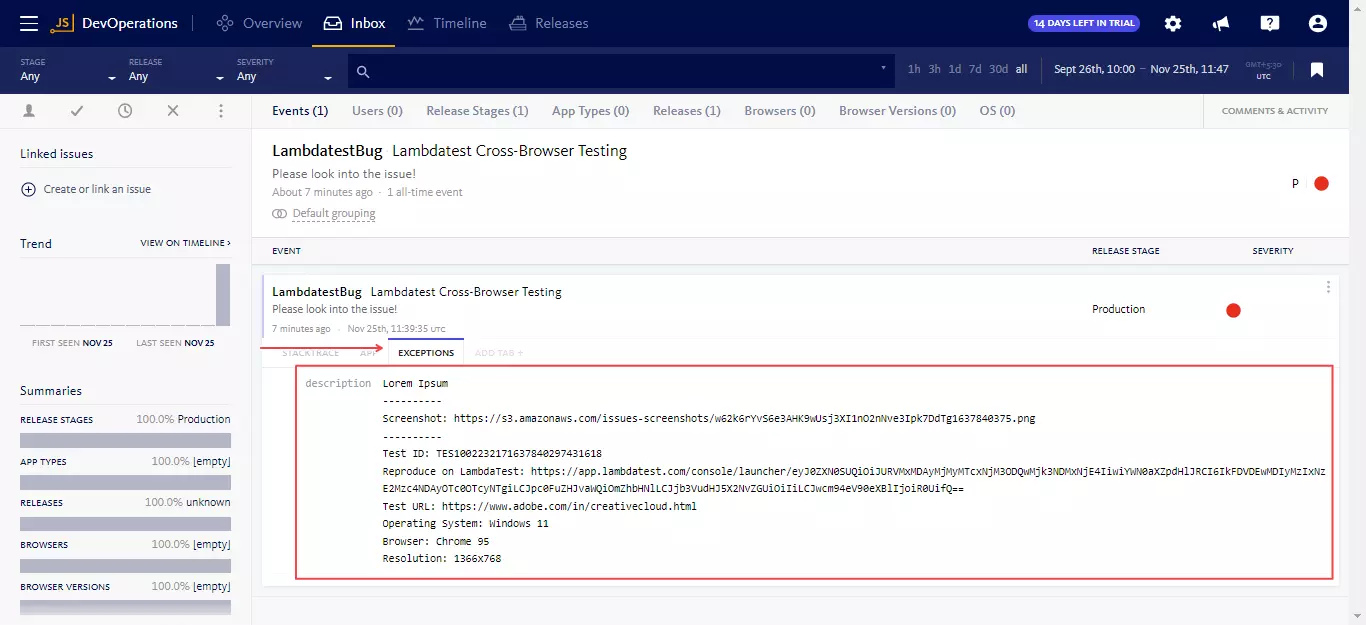 JS DevOperations Overview Inbox Timeline Releases 14 DAYS LEFT IN TRIAL
STAGE RELEASE SEVERITY
Any Any Any
1h 3h 1d 7d 30d all Sept 26th, 10:00 – Nov 25th, 11:47 GMT+5:30 UTC
Events (1) Users (0) Release Stages (1) App Types (0) Releases (1) Browsers (0) Browser Versions (0) OS (0) COMMENTS & ACTIVITY
Linked issues
Create or link an issue
Trend VIEW ON TIMELINE ›
FIRST SEEN NOV 25 LAST SEEN NOV 25
Summaries
RELEASE STAGES 100.0% Production
APP TYPES 100.0% [empty]
RELEASES 100.0% unknown
BROWSERS 100.0% [empty]
BROWSER VERSIONS 100.0% [empty]
LambdatestBug Lambdatest Cross-Browser Testing
Please look into the issue!
About 7 minutes ago · 1 all-time event
Default grouping
P
EVENT RELEASE STAGE SEVERITY
LambdatestBug Lambdatest Cross-Browser Testing
Please look into the issue!
Production
7 minutes ago · Nov 25th, 11:39:35 UTC
STACKTRACE APP EXCEPTIONS ADD TAB +
description Lorem Ipsum
----------
Screenshot: https://s3.amazonaws.com/issues-screenshots/w62k6rYvS6e3AHK9wUsj3XI1nO2nNve3Ipk7DdTg1637840375.png
----------
Test ID: TES1002232171637840297431618
Reproduce on LambdaTest: https://app.lambdatest.com/console/launcher/eyJ0ZXN0SUQiOiJURVMxMDAyMjMyMTcxNjM3ODQwMjk3NDMxNjE4IiwiYWN0aXZpdHlJRCI6IkFDVDEwMDIyMzIxNz
E2Mzc4NDAyOTc0OTcyNTgiLCJpc0FuZHJvaWQiOmZhbHNlLCJjb3VudHJ5X2NvZGUiOiIiLCJwcm94eV90eXBlIjoiR0UifQ==
Test URL: https://www.adobe.com/in/creativecloud.html
Operating System: Windows 11
Browser: Chrome 95
Resolution: 1366x768